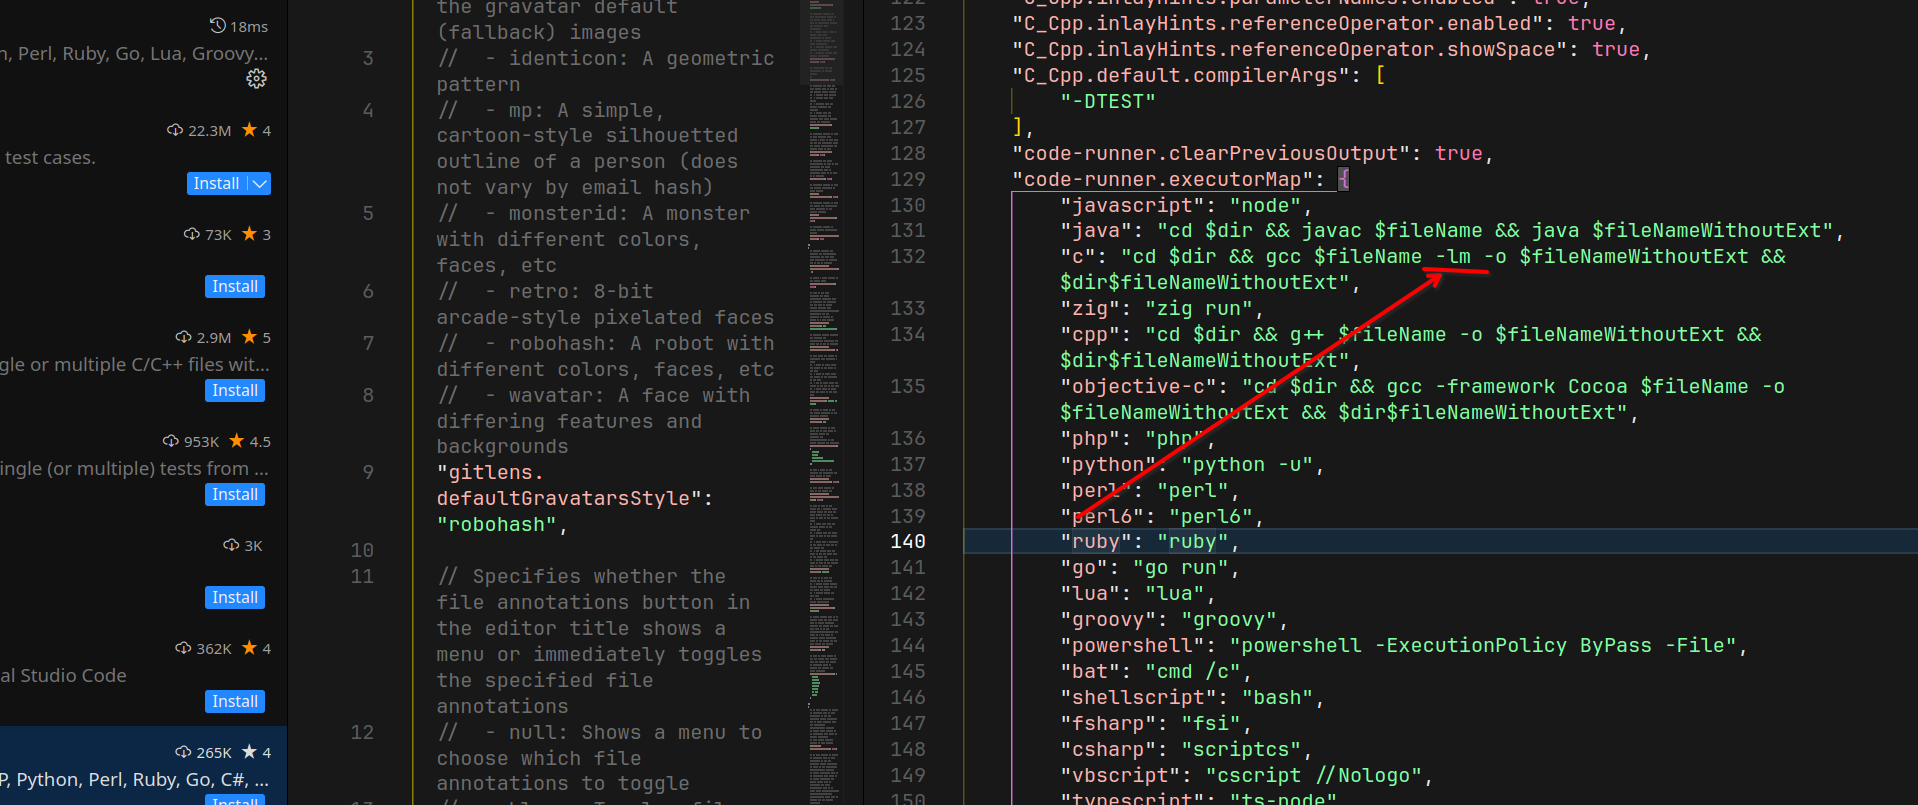 18ms
n, Perl, Ruby, Go, Lua, Groovy...
22.3M 4
test cases.
Install
73K 3
Install
2.9M 5
gle or multiple C/C++ files wit...
Install
953K 4.5
ingle (or multiple) tests from ...
Install
3K
Install
362K 4
al Studio Code
Install
265K 4
P, Python, Perl, Ruby, Go, C#, ...
Install
the gravatar default
(fallback) images
3 //  - identicon: A geometric
pattern
4 //  - mp: A simple,
cartoon-style silhouetted
outline of a person (does
not vary by email hash)
5 //  - monsterid: A monster
with different colors,
faces, etc
6 //  - retro: 8-bit
arcade-style pixelated faces
7 //  - robohash: A robot with
different colors, faces, etc
8 //  - wavatar: A face with
differing features and
backgrounds
9 "gitlens.
defaultGravatarsStyle":
"robohash",
10
11 // Specifies whether the
file annotations button in
the editor title shows a
menu or immediately toggles
the specified file
annotations
12 //  - null: Shows a menu to
choose which file
annotations to toggle
122 "C_Cpp.inlayHints.parameterNames.enabled": true,
123 "C_Cpp.inlayHints.referenceOperator.enabled": true,
124 "C_Cpp.inlayHints.referenceOperator.showSpace": true,
125 "C_Cpp.default.compilerArgs": [
126 "-DTEST"
127 ],
128 "code-runner.clearPreviousOutput": true,
129 "code-runner.executorMap": {
130 "javascript": "node",
131 "java": "cd $dir && javac $fileName && java $fileNameWithoutExt",
132 "c": "cd $dir && gcc $fileName -lm -o $fileNameWithoutExt &&
$dir$fileNameWithoutExt",
133 "zig": "zig run",
134 "cpp": "cd $dir && g++ $fileName -o $fileNameWithoutExt &&
$dir$fileNameWithoutExt",
135 "objective-c": "cd $dir && gcc -framework Cocoa $fileName -o
$fileNameWithoutExt && $dir$fileNameWithoutExt",
136 "php": "php",
137 "python": "python -u",
138 "perl": "perl",
139 "perl6": "perl6",
140 "ruby": "ruby",
141 "go": "go run",
142 "lua": "lua",
143 "groovy": "groovy",
144 "powershell": "powershell -ExecutionPolicy ByPass -File",
145 "bat": "cmd /c",
146 "shellscript": "bash",
147 "fsharp": "fsi",
148 "csharp": "scriptcs",
149 "vbscript": "cscript //Nologo",
150 "typescript": "ts-node"